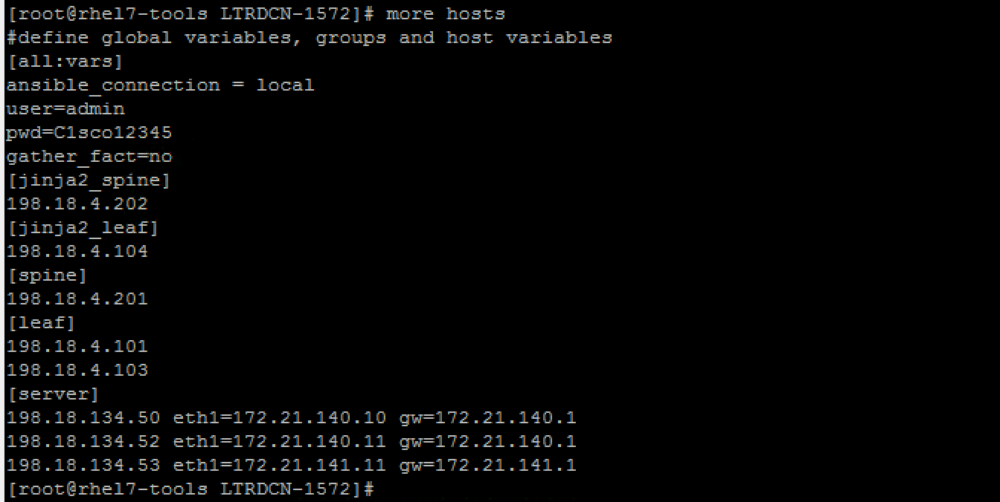 [root@rhel7-tools LTRDCN-1572]# more hosts
#define global variables, groups and host variables
[all:vars]
ansible_connection = local
user=admin
pwd=C1sco12345
gather_fact=no
[jinja2_spine]
198.18.4.202
[jinja2_leaf]
198.18.4.104
[spine]
198.18.4.201
[leaf]
198.18.4.101
198.18.4.103
[server]
198.18.134.50 eth1=172.21.140.10 gw=172.21.140.1
198.18.134.52 eth1=172.21.140.11 gw=172.21.140.1
198.18.134.53 eth1=172.21.141.11 gw=172.21.141.1
[root@rhel7-tools LTRDCN-1572]#